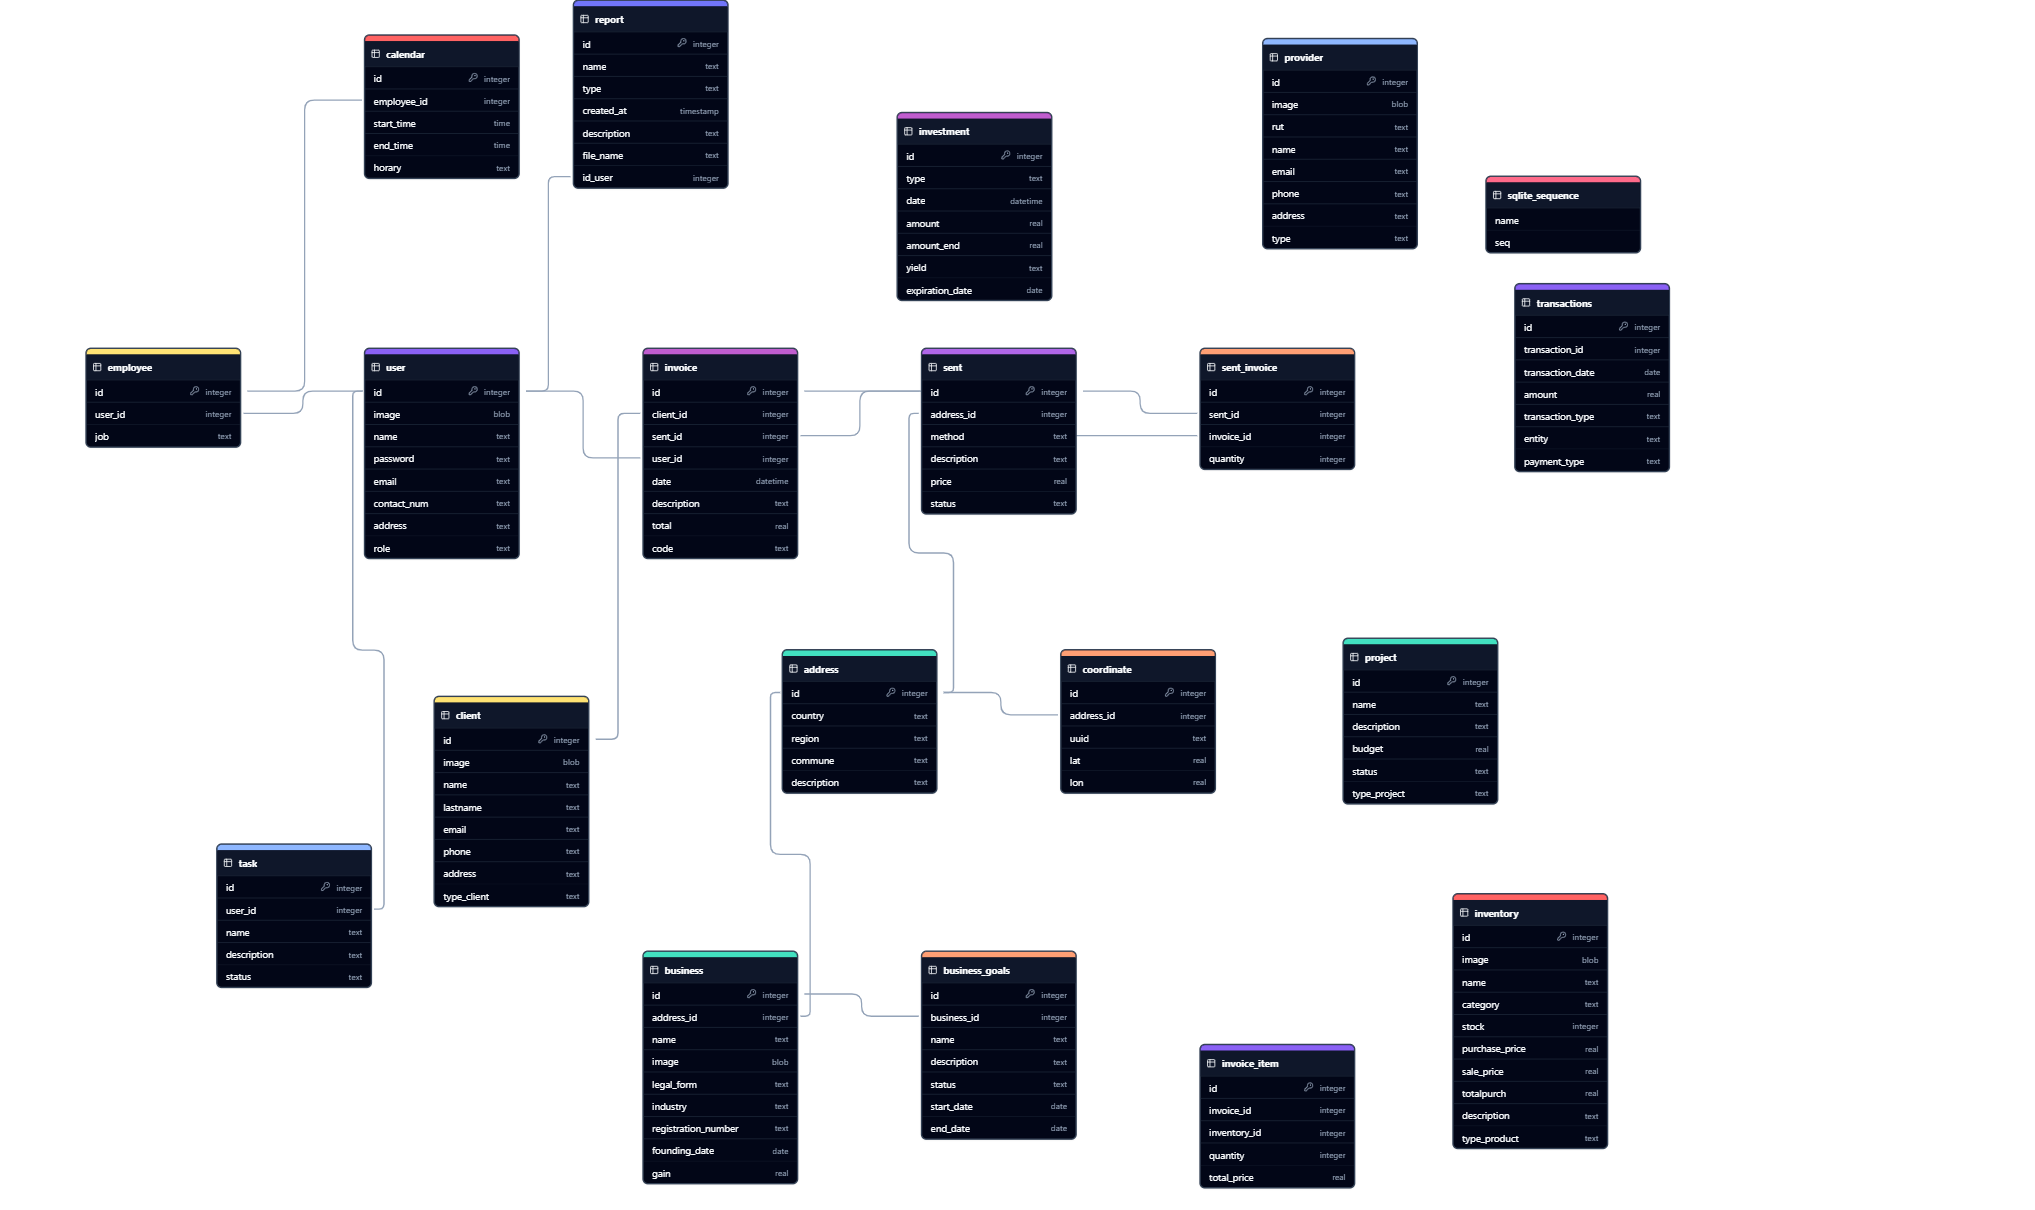 report
id integer
name text
type text
created_at timestamp
description text
file_name text
id_user integer
calendar
id integer
employee_id integer
start_time time
end_time time
horary text
provider
id integer
image blob
rut text
name text
email text
phone text
address text
type text
investment
id integer
type text
date datetime
amount real
amount_end real
yield text
expiration_date date
sqlite_sequence
name
seq
transactions
id integer
transaction_id integer
transaction_date date
amount real
transaction_type text
entity text
payment_type text
employee
id integer
user_id integer
job text
user
id integer
image blob
name text
password text
email text
contact_num text
address text
role text
invoice
id integer
client_id integer
sent_id integer
user_id integer
date datetime
description text
total real
code text
sent
id integer
address_id integer
method text
description text
price real
status text
sent_invoice
id integer
sent_id integer
invoice_id integer
quantity integer
address
id integer
country text
region text
commune text
description text
coordinate
id integer
address_id integer
uuid text
lat real
lon real
project
id integer
name text
description text
budget real
status text
type_project text
client
id integer
image blob
name text
lastname text
email text
phone text
address text
type_client text
task
id integer
user_id integer
name text
description text
status text
inventory
id integer
image blob
name text
category text
stock integer
purchase_price real
sale_price real
totalpurch real
description text
type_product text
business
id integer
address_id integer
name text
image blob
legal_form text
industry text
registration_number text
founding_date date
gain real
business_goals
id integer
business_id integer
name text
description text
status text
start_date date
end_date date
invoice_item
id integer
invoice_id integer
inventory_id integer
quantity integer
total_price real